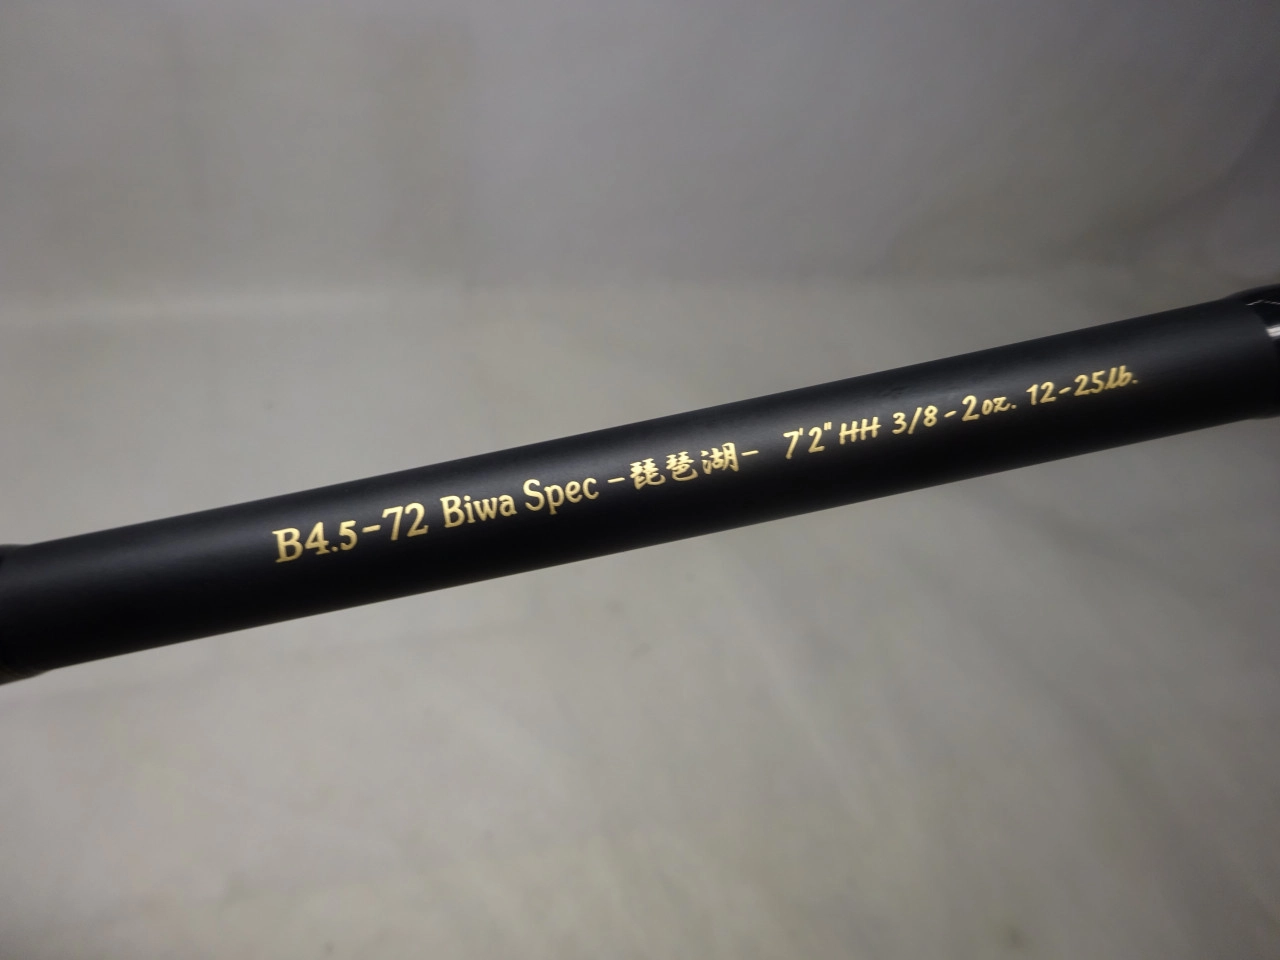 B4.5-72 Biwa Spec -琵琶湖- 7'2" HH 3/8-2oz. 12-25lb.